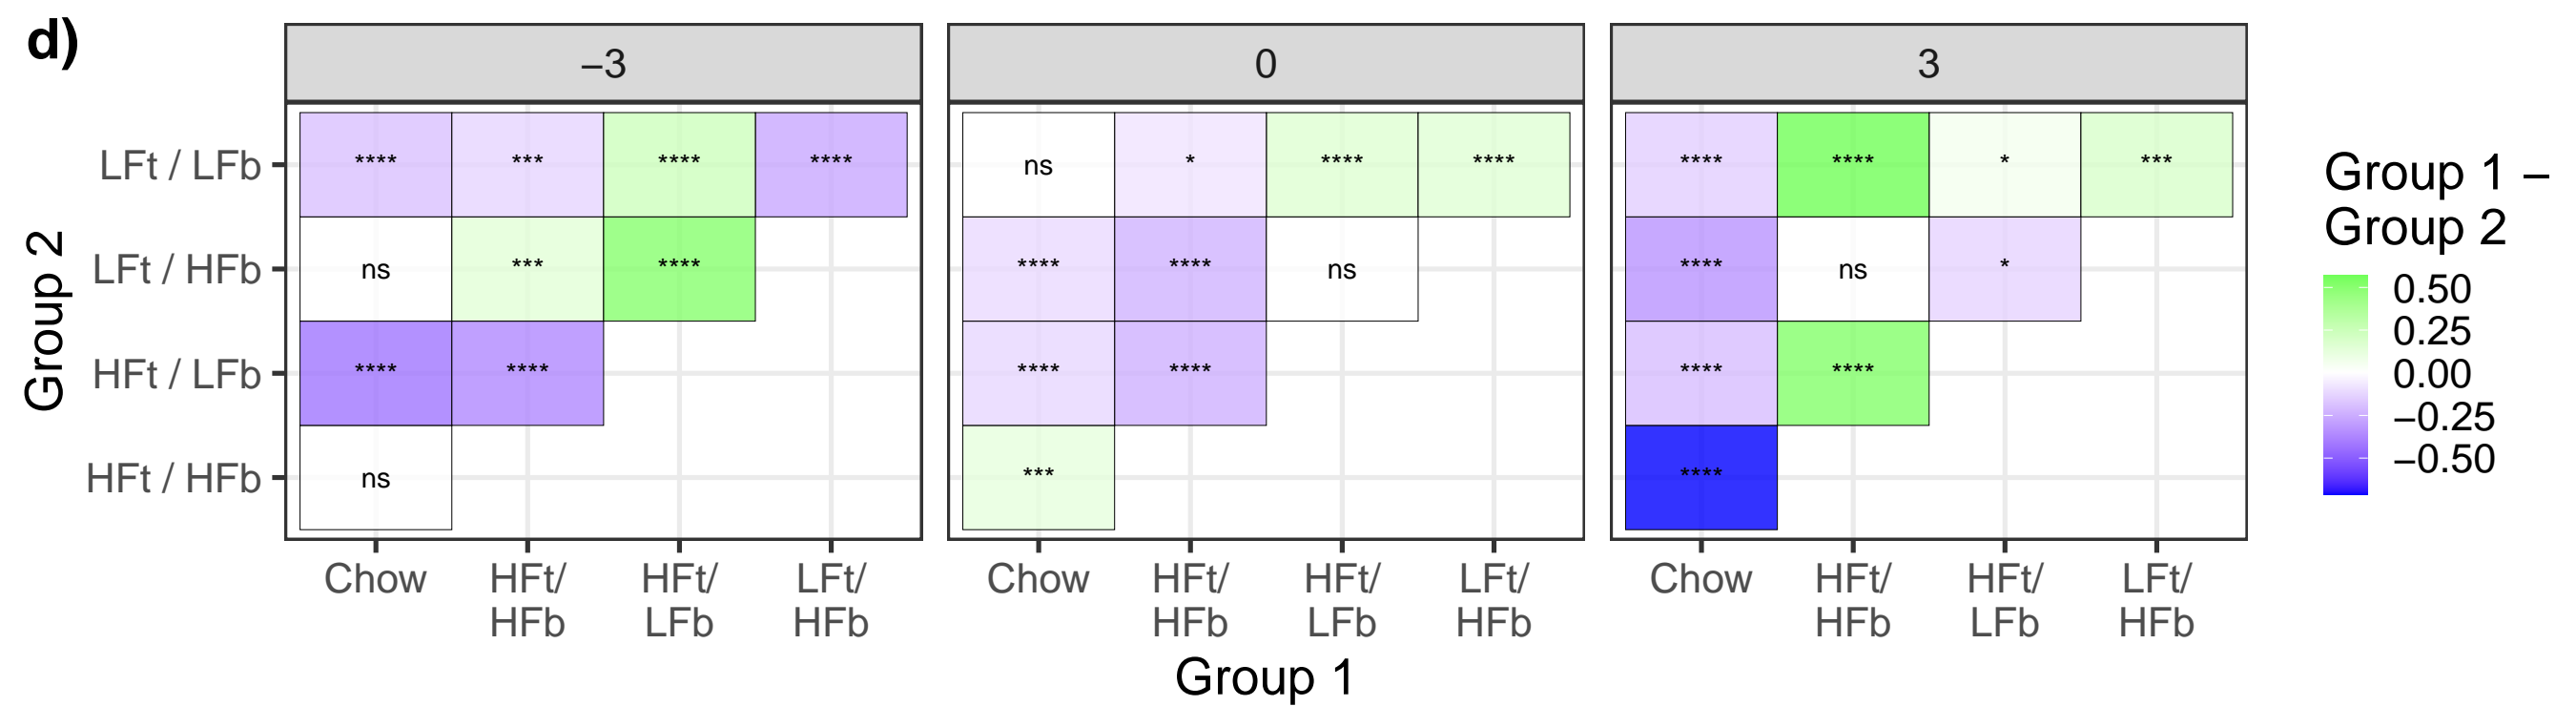 d)
−3 0 3
LFt / LFb **** *** **** **** ns * **** **** **** **** * ***
LFt / HFb ns *** **** **** **** ns **** ns *
HFt / LFb **** **** **** **** **** ****
HFt / HFb ns *** ****
Group 2
Chow HFt/ HFt/ LFt/ Chow HFt/ HFt/ LFt/ Chow HFt/ HFt/ LFt/
HFb LFb HFb HFb LFb HFb HFb LFb HFb
Group 1
Group 1 −
Group 2
0.50
0.25
0.00
−0.25
−0.50